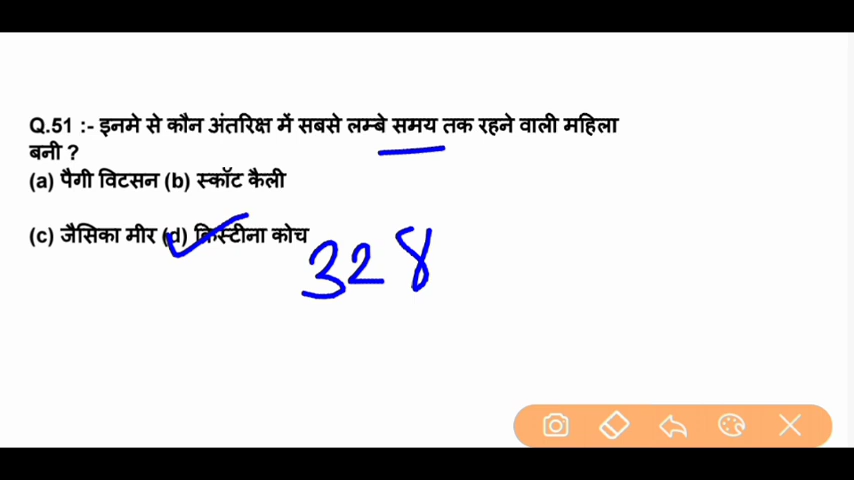 Q.51 :- इनमे से कौन अंतरिक्ष में सबसे लम्बे समय तक रहने वाली महिला
बनी ?
(a) पैगी विटसन (b) स्कॉट कैली
(c) जैसिका मीर (d) क्रिस्टीना कोच
328